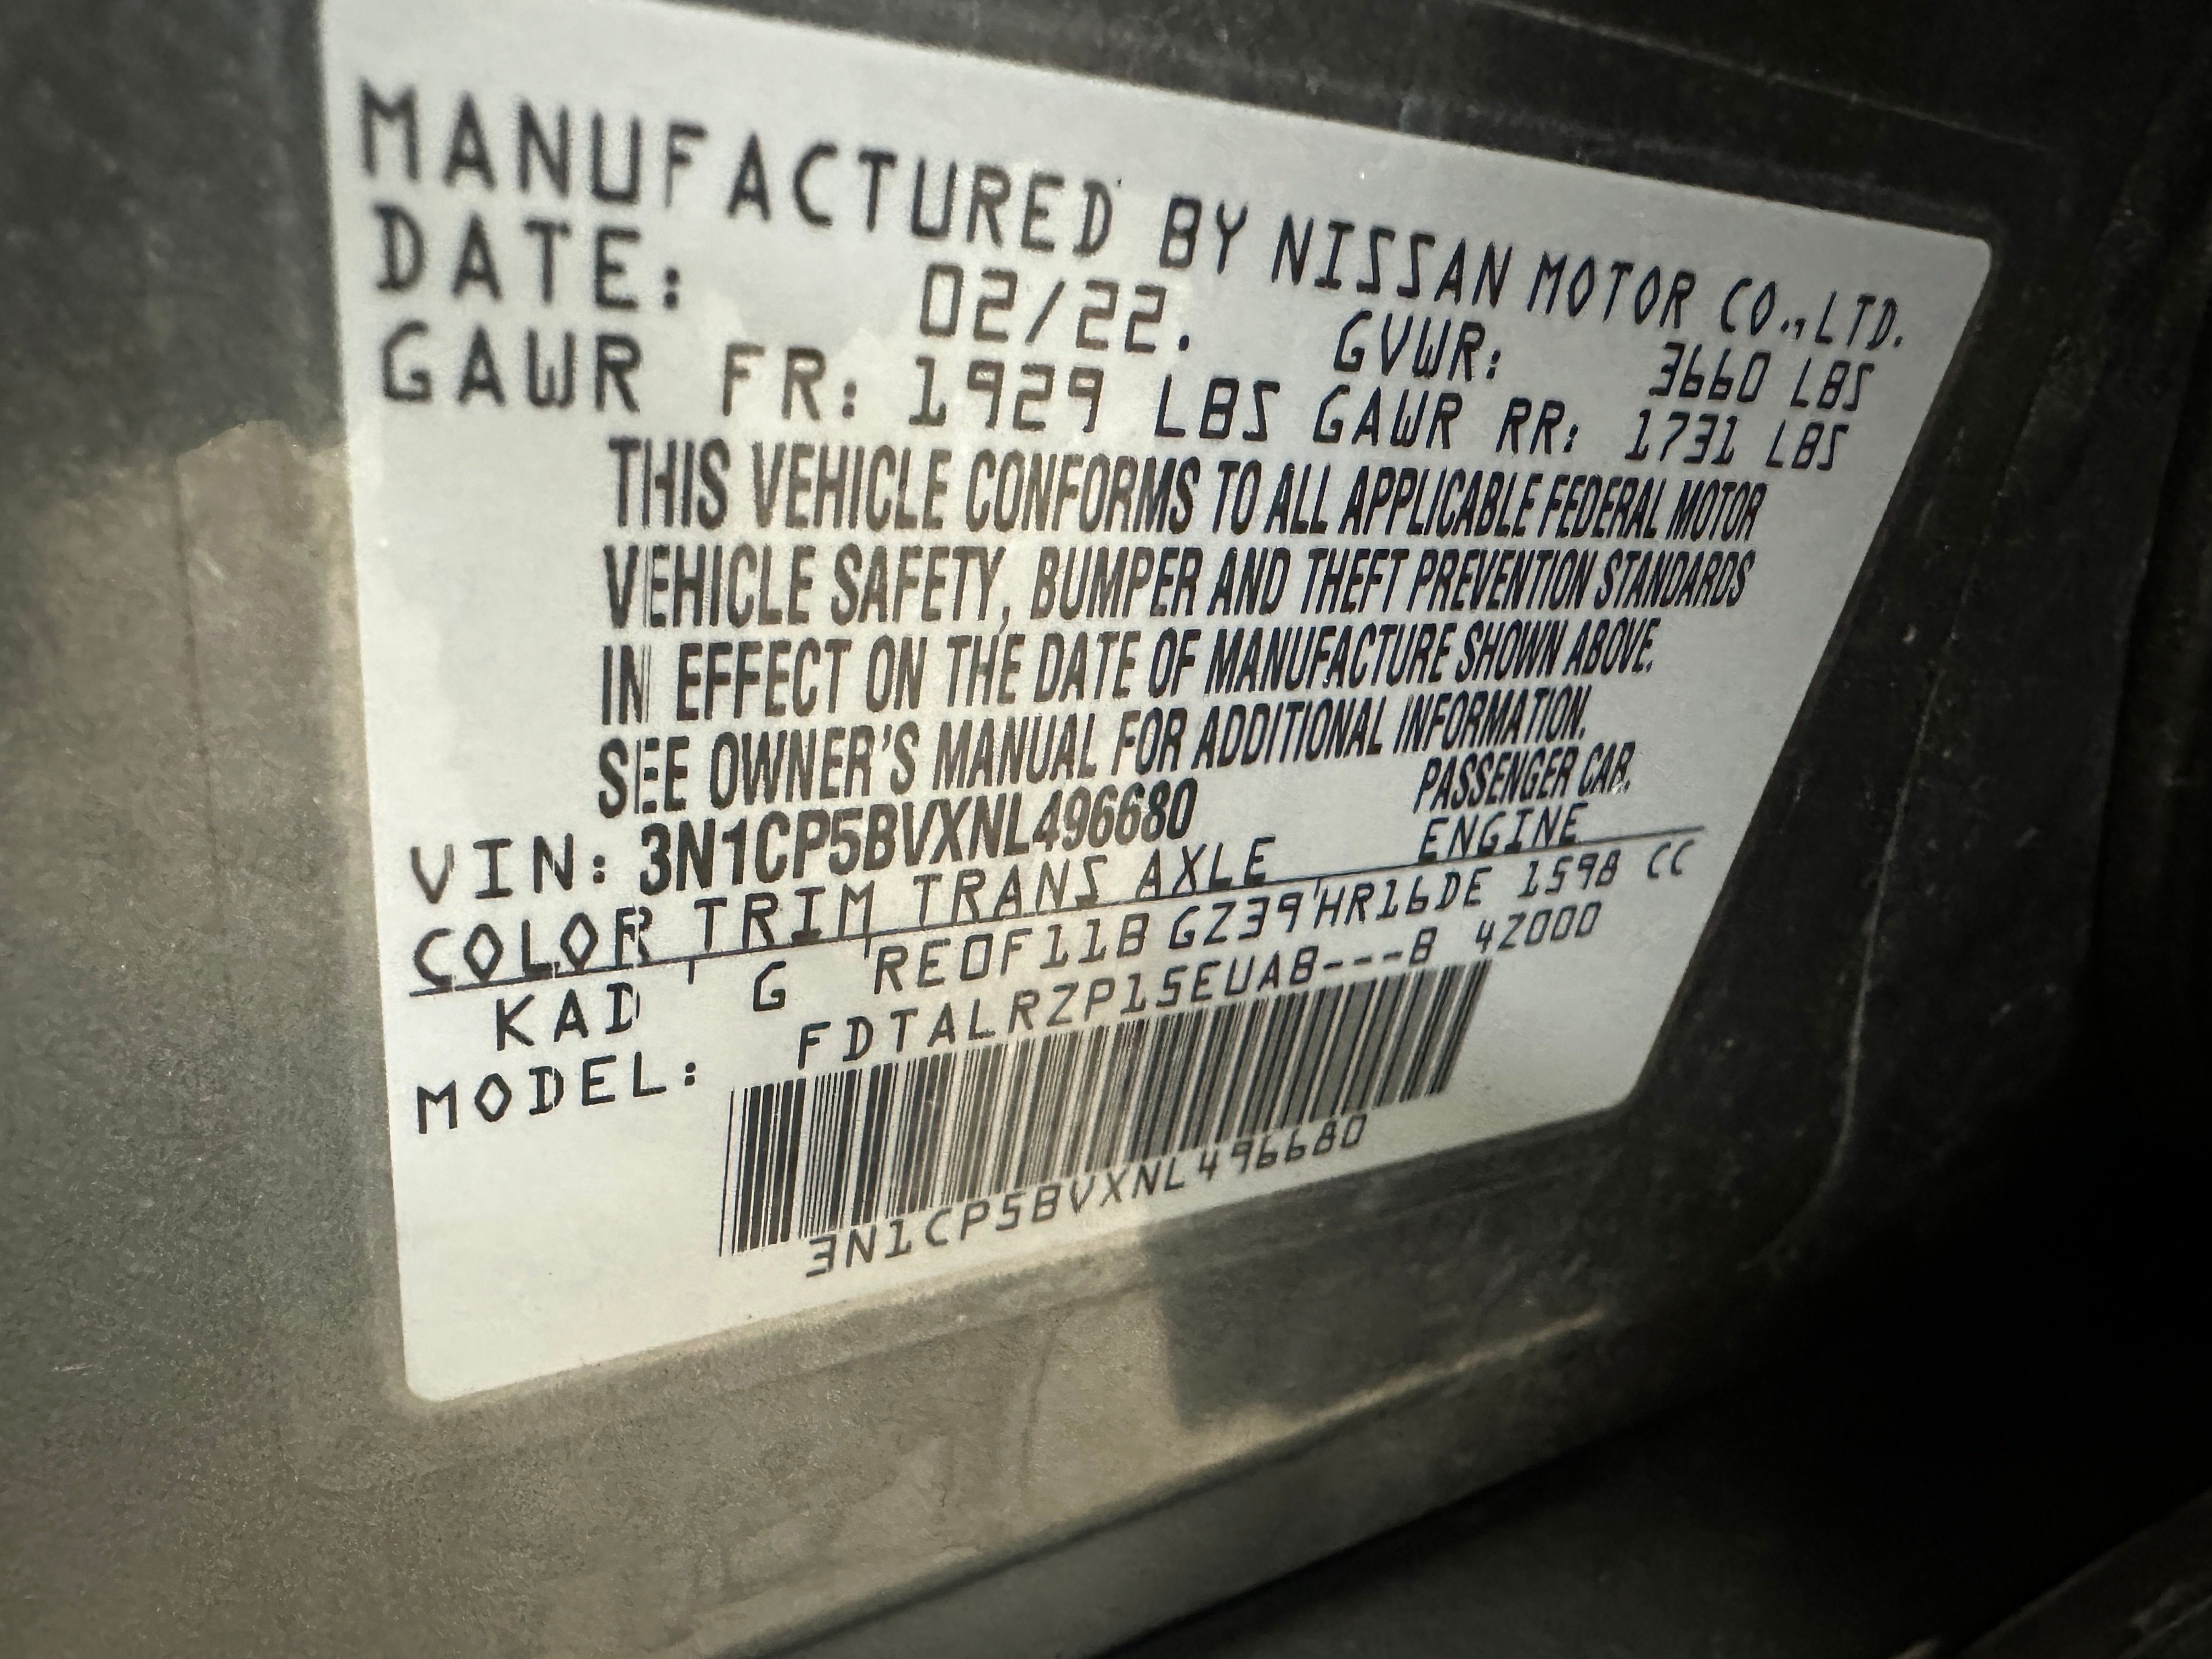 MANUFACTURED BY NISSAN MOTOR CO.,LTD.
DATE: 02/22. GVWR: 3660 LBS
GAWR FR: 1929 LBS GAWR RR: 1731 LBS
THIS VEHICLE CONFORMS TO ALL APPLICABLE FEDERAL MOTOR
VEHICLE SAFETY, BUMPER AND THEFT PREVENTION STANDARDS
IN EFFECT ON THE DATE OF MANUFACTURE SHOWN ABOVE.
SEE OWNER'S MANUAL FOR ADDITIONAL INFORMATION.
VIN: 3N1CP5BVXNL496680 PASSENGER CAR.
COLOR TRIM TRANS AXLE ENGINE
KAD G RE0F11B GZ39 HR16DE 1598 CC
MODEL: FDTALRZP15EUAB---B 4Z000
3N1CP5BVXNL496680